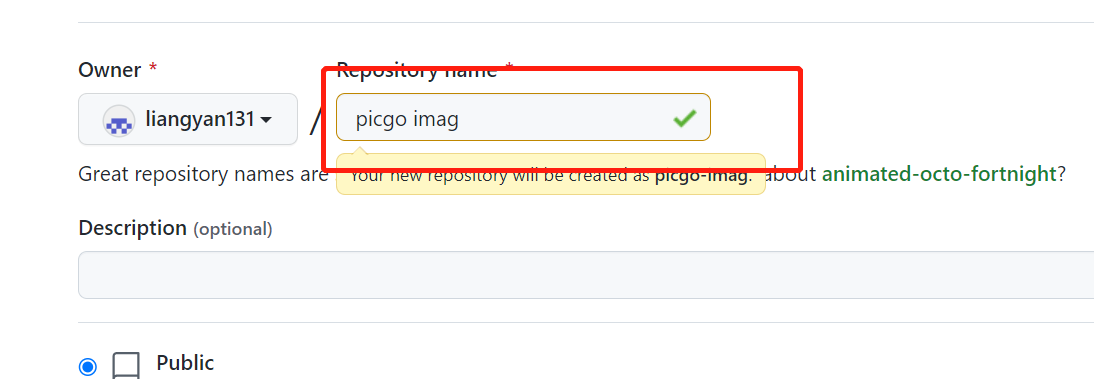 Owner *
Repository name *
liangyan131
/
picgo imag
Great repository names are
Your new repository will be created as picgo-imag.
about animated-octo-fortnight?
Description (optional)
Public